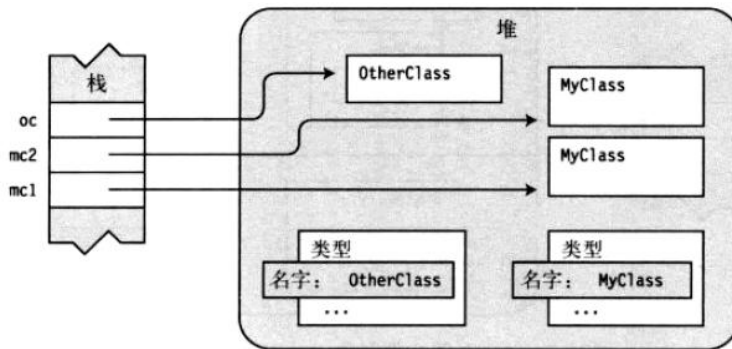 堆
栈
OtherClass
MyClass
oc
mc2
MyClass
mc1
类型
名字: OtherClass
...
类型
名字: MyClass
...